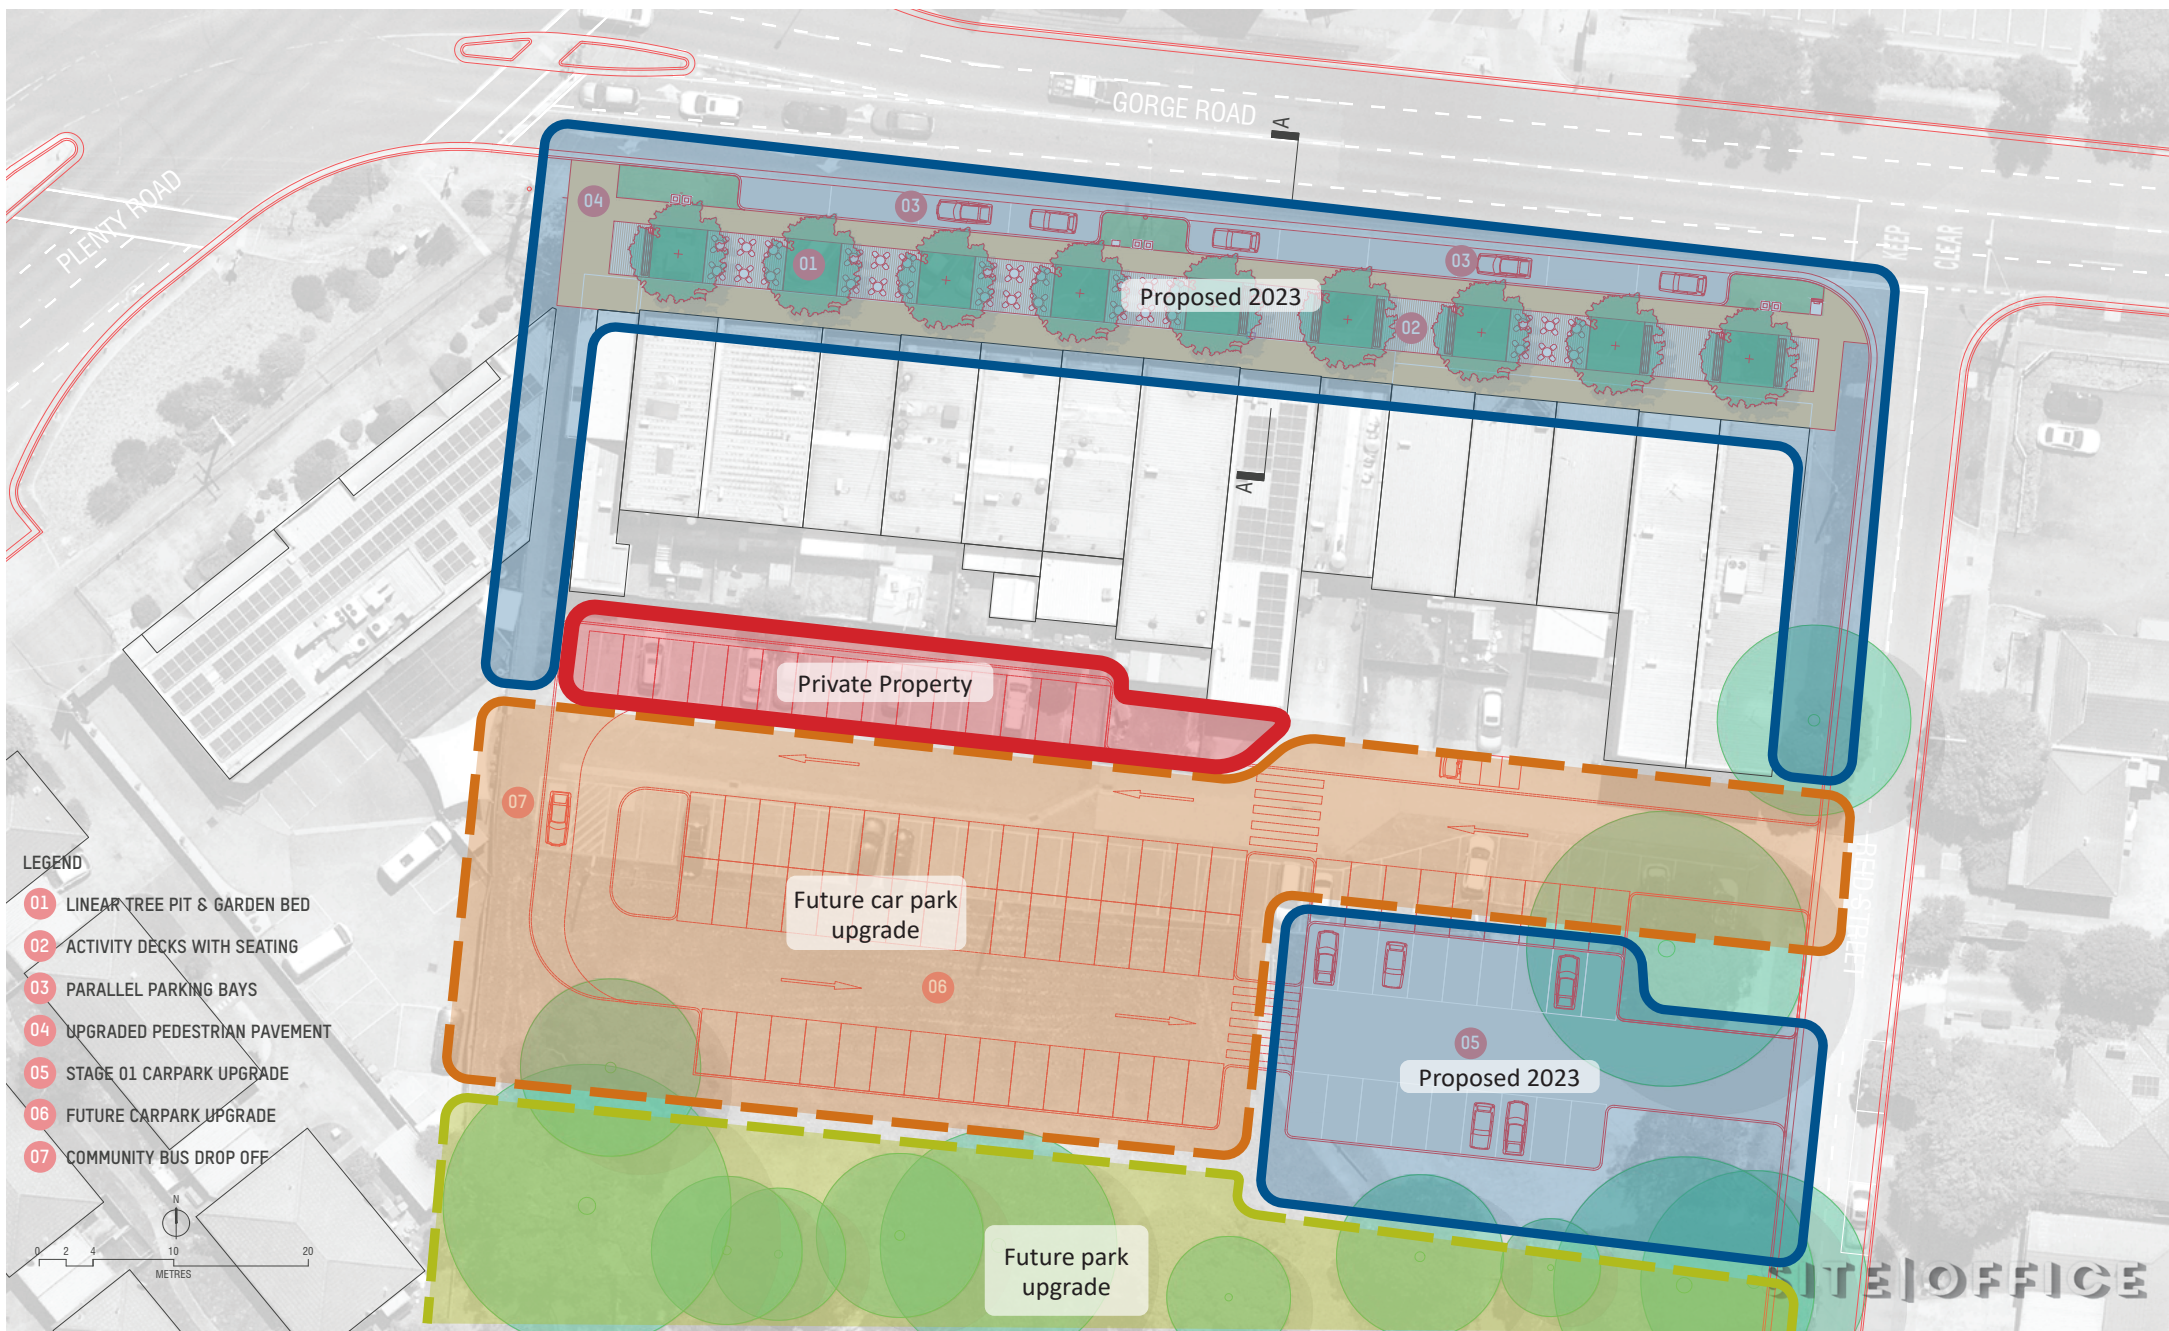 GORGE ROAD
A
PLENTY ROAD
KEEP
CLEAR
04
03
01
03
Proposed 2023
02
A
Private Property
07
Future car park
upgrade
06
REID STREET
05
Proposed 2023
Future park
upgrade
LEGEND
01 LINEAR TREE PIT & GARDEN BED
02 ACTIVITY DECKS WITH SEATING
03 PARALLEL PARKING BAYS
04 UPGRADED PEDESTRIAN PAVEMENT
05 STAGE 01 CARPARK UPGRADE
06 FUTURE CARPARK UPGRADE
07 COMMUNITY BUS DROP OFF
N
0 2 4 10 20
METRES
SITE|OFFICE